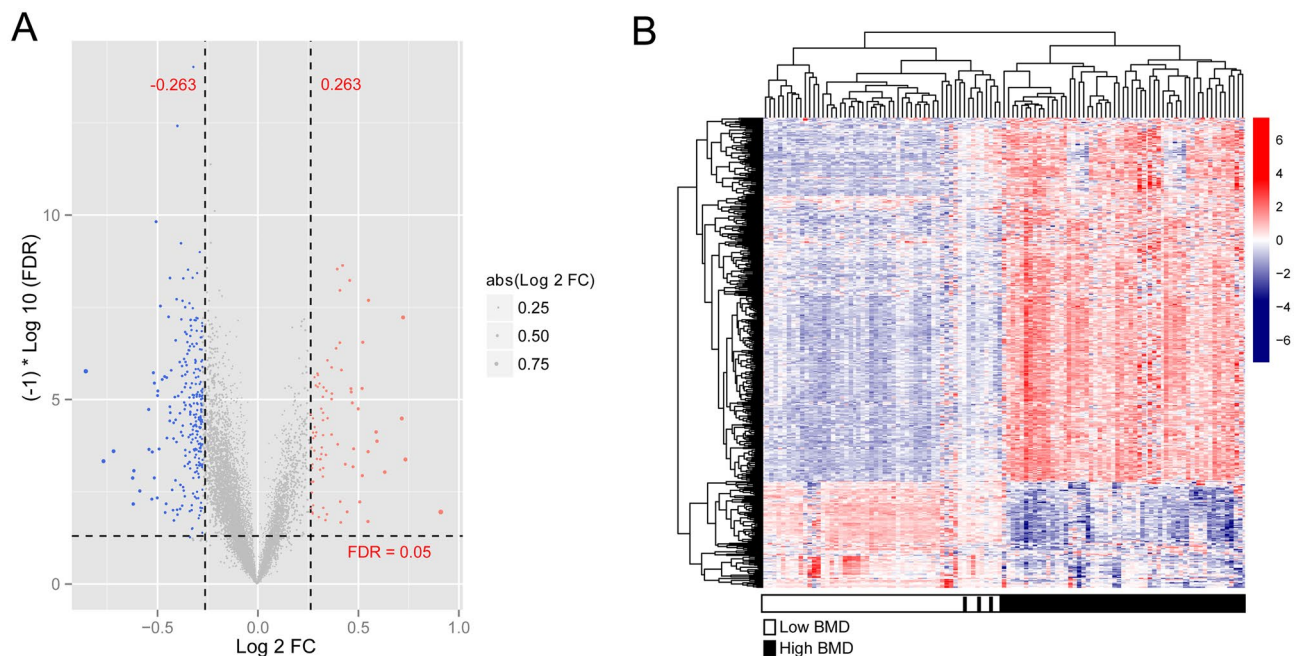 A
-0.263
0.263
10
5
0
(-1) * Log 10 (FDR)
FDR = 0.05
−0.5
0.0
0.5
1.0
Log 2 FC
abs(Log 2 FC)
0.25
0.50
0.75
B
6
4
2
0
−2
−4
−6
Low BMD
High BMD